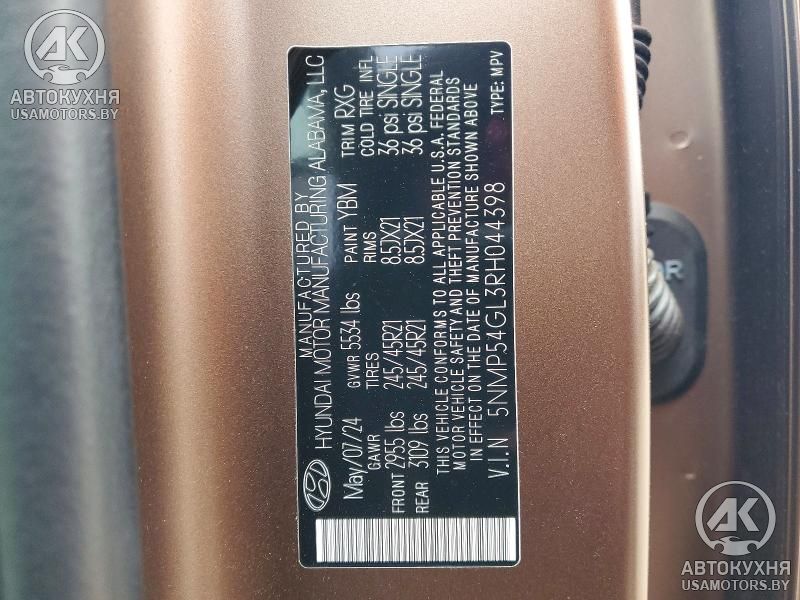 АК
АВТОКУХНЯ
USAMOTORS.BY
MANUFACTURED BY
HYUNDAI MOTOR MANUFACTURING ALABAMA, LLC
May/07/24 GVWR 5534 lbs PAINT YBM TRIM RXG
GAWR TIRES RIMS COLD TIRE INFL
FRONT 2955 lbs 245/45R21 8.5JX21 36 psi SINGLE
REAR 3109 lbs 245/45R21 8.5JX21 36 psi SINGLE
THIS VEHICLE CONFORMS TO ALL APPLICABLE U.S.A. FEDERAL
MOTOR VEHICLE SAFETY AND THEFT PREVENTION STANDARDS
IN EFFECT ON THE DATE OF MANUFACTURE SHOWN ABOVE
V.I.N 5NMP54GL3RH044398 TYPE: MPV
АК
АВТОКУХНЯ
USAMOTORS.BY